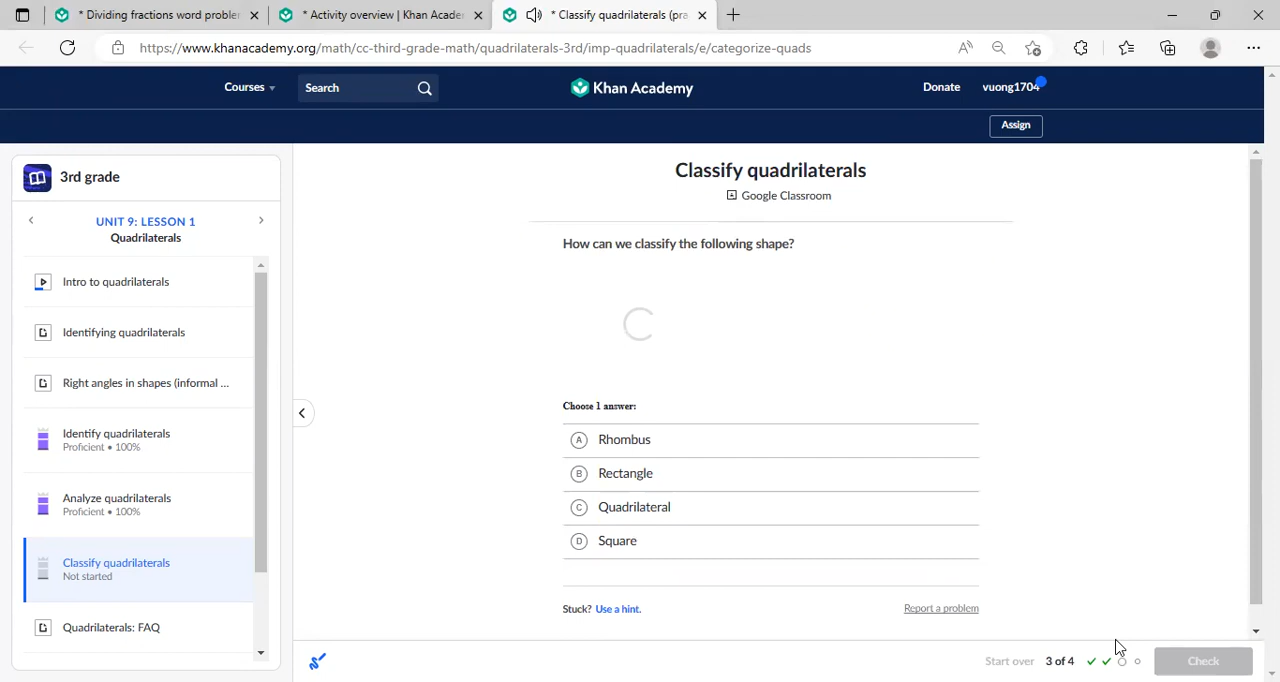 * Dividing fractions word proble
* Activity overview | Khan Acade
* Classify quadrilaterals (pra
https://www.khanacademy.org/math/cc-third-grade-math/quadrilaterals-3rd/imp-quadrilaterals/e/categorize-quads
Courses
Search
Khan Academy
Donate
vuong1704
Assign
3rd grade
UNIT 9: LESSON 1
Quadrilaterals
Intro to quadrilaterals
Identifying quadrilaterals
Right angles in shapes (informal ...
Identify quadrilaterals
Proficient • 100%
Analyze quadrilaterals
Proficient • 100%
Classify quadrilaterals
Not started
Quadrilaterals: FAQ
Classify quadrilaterals
Google Classroom
How can we classify the following shape?
Choose 1 answer:
A Rhombus
B Rectangle
C Quadrilateral
D Square
Stuck? Use a hint.
Report a problem
Start over 3 of 4 Check